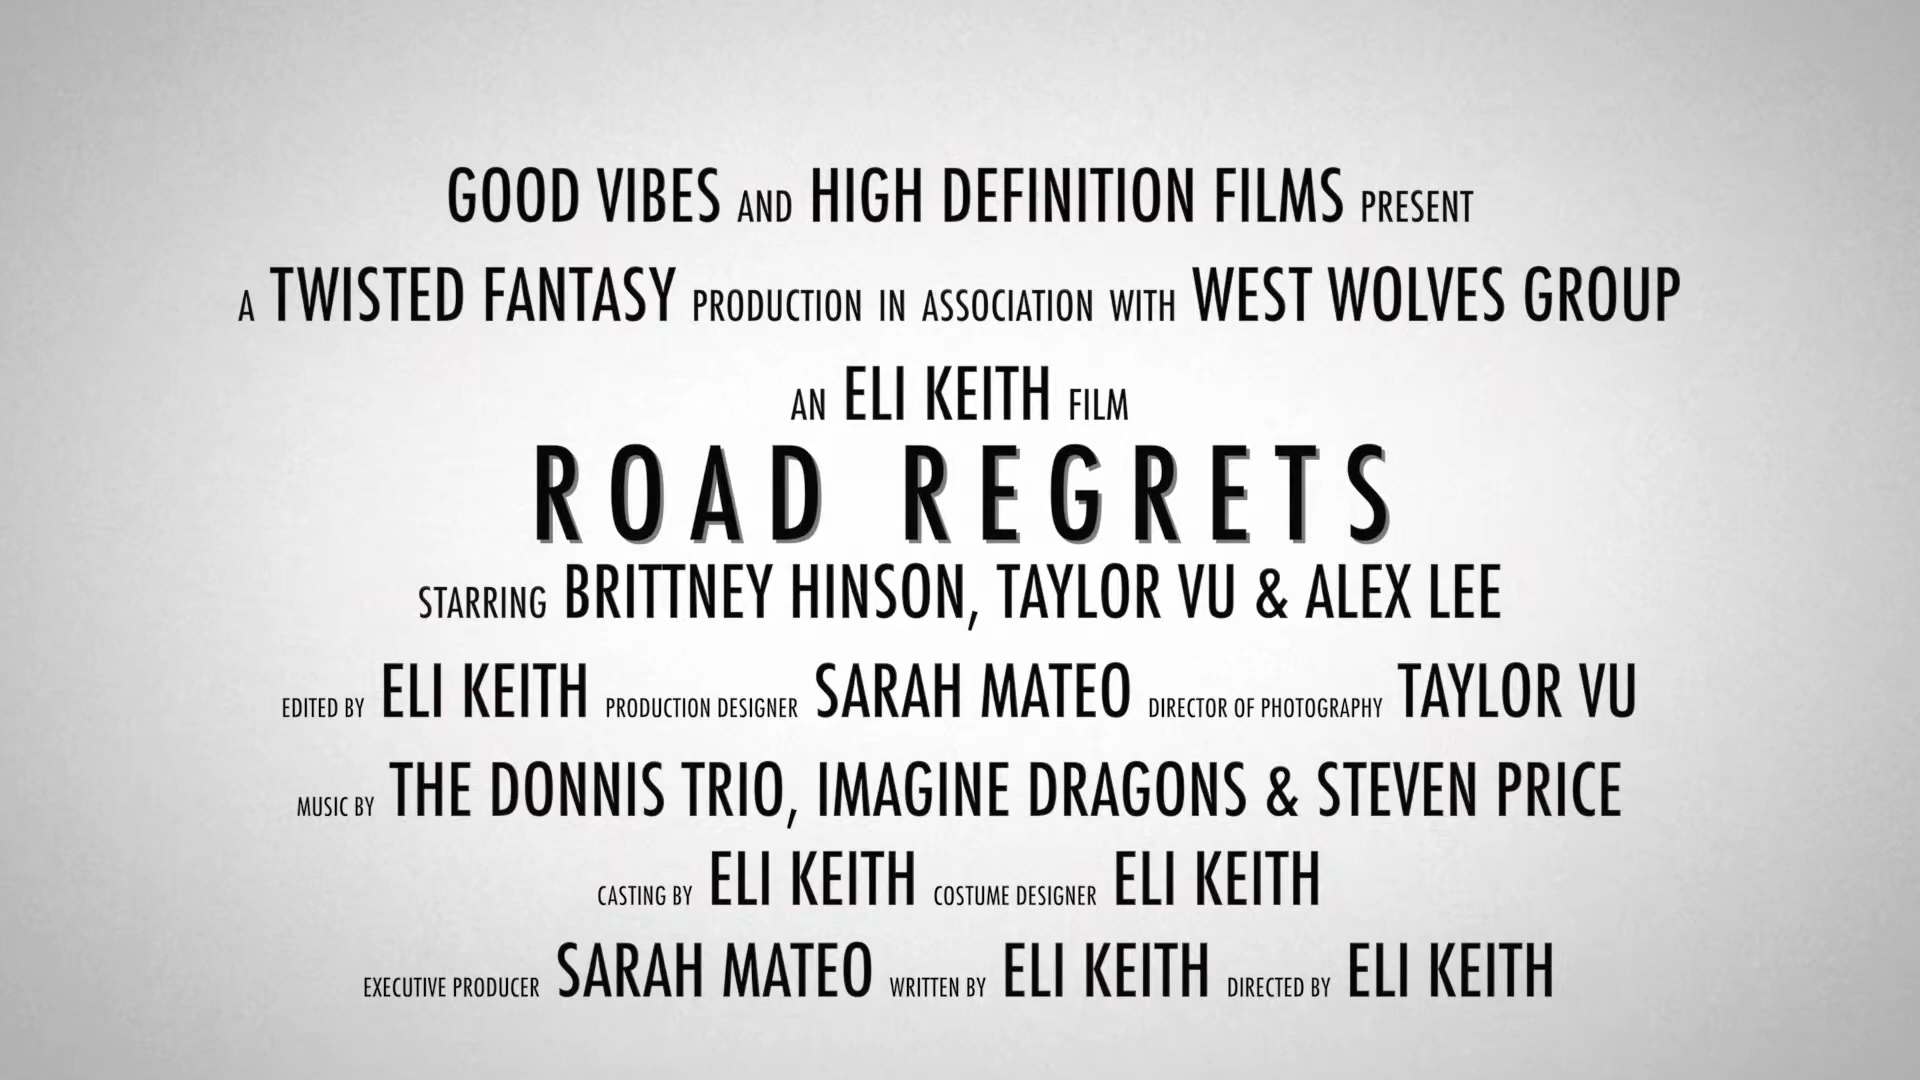 GOOD VIBES AND HIGH DEFINITION FILMS PRESENT
A TWISTED FANTASY PRODUCTION IN ASSOCIATION WITH WEST WOLVES GROUP
AN ELI KEITH FILM
ROAD REGRETS
STARRING BRITTNEY HINSON, TAYLOR VU & ALEX LEE
EDITED BY ELI KEITH PRODUCTION DESIGNER SARAH MATEO DIRECTOR OF PHOTOGRAPHY TAYLOR VU
MUSIC BY THE DONNIS TRIO, IMAGINE DRAGONS & STEVEN PRICE
CASTING BY ELI KEITH COSTUME DESIGNER ELI KEITH
EXECUTIVE PRODUCER SARAH MATEO WRITTEN BY ELI KEITH DIRECTED BY ELI KEITH